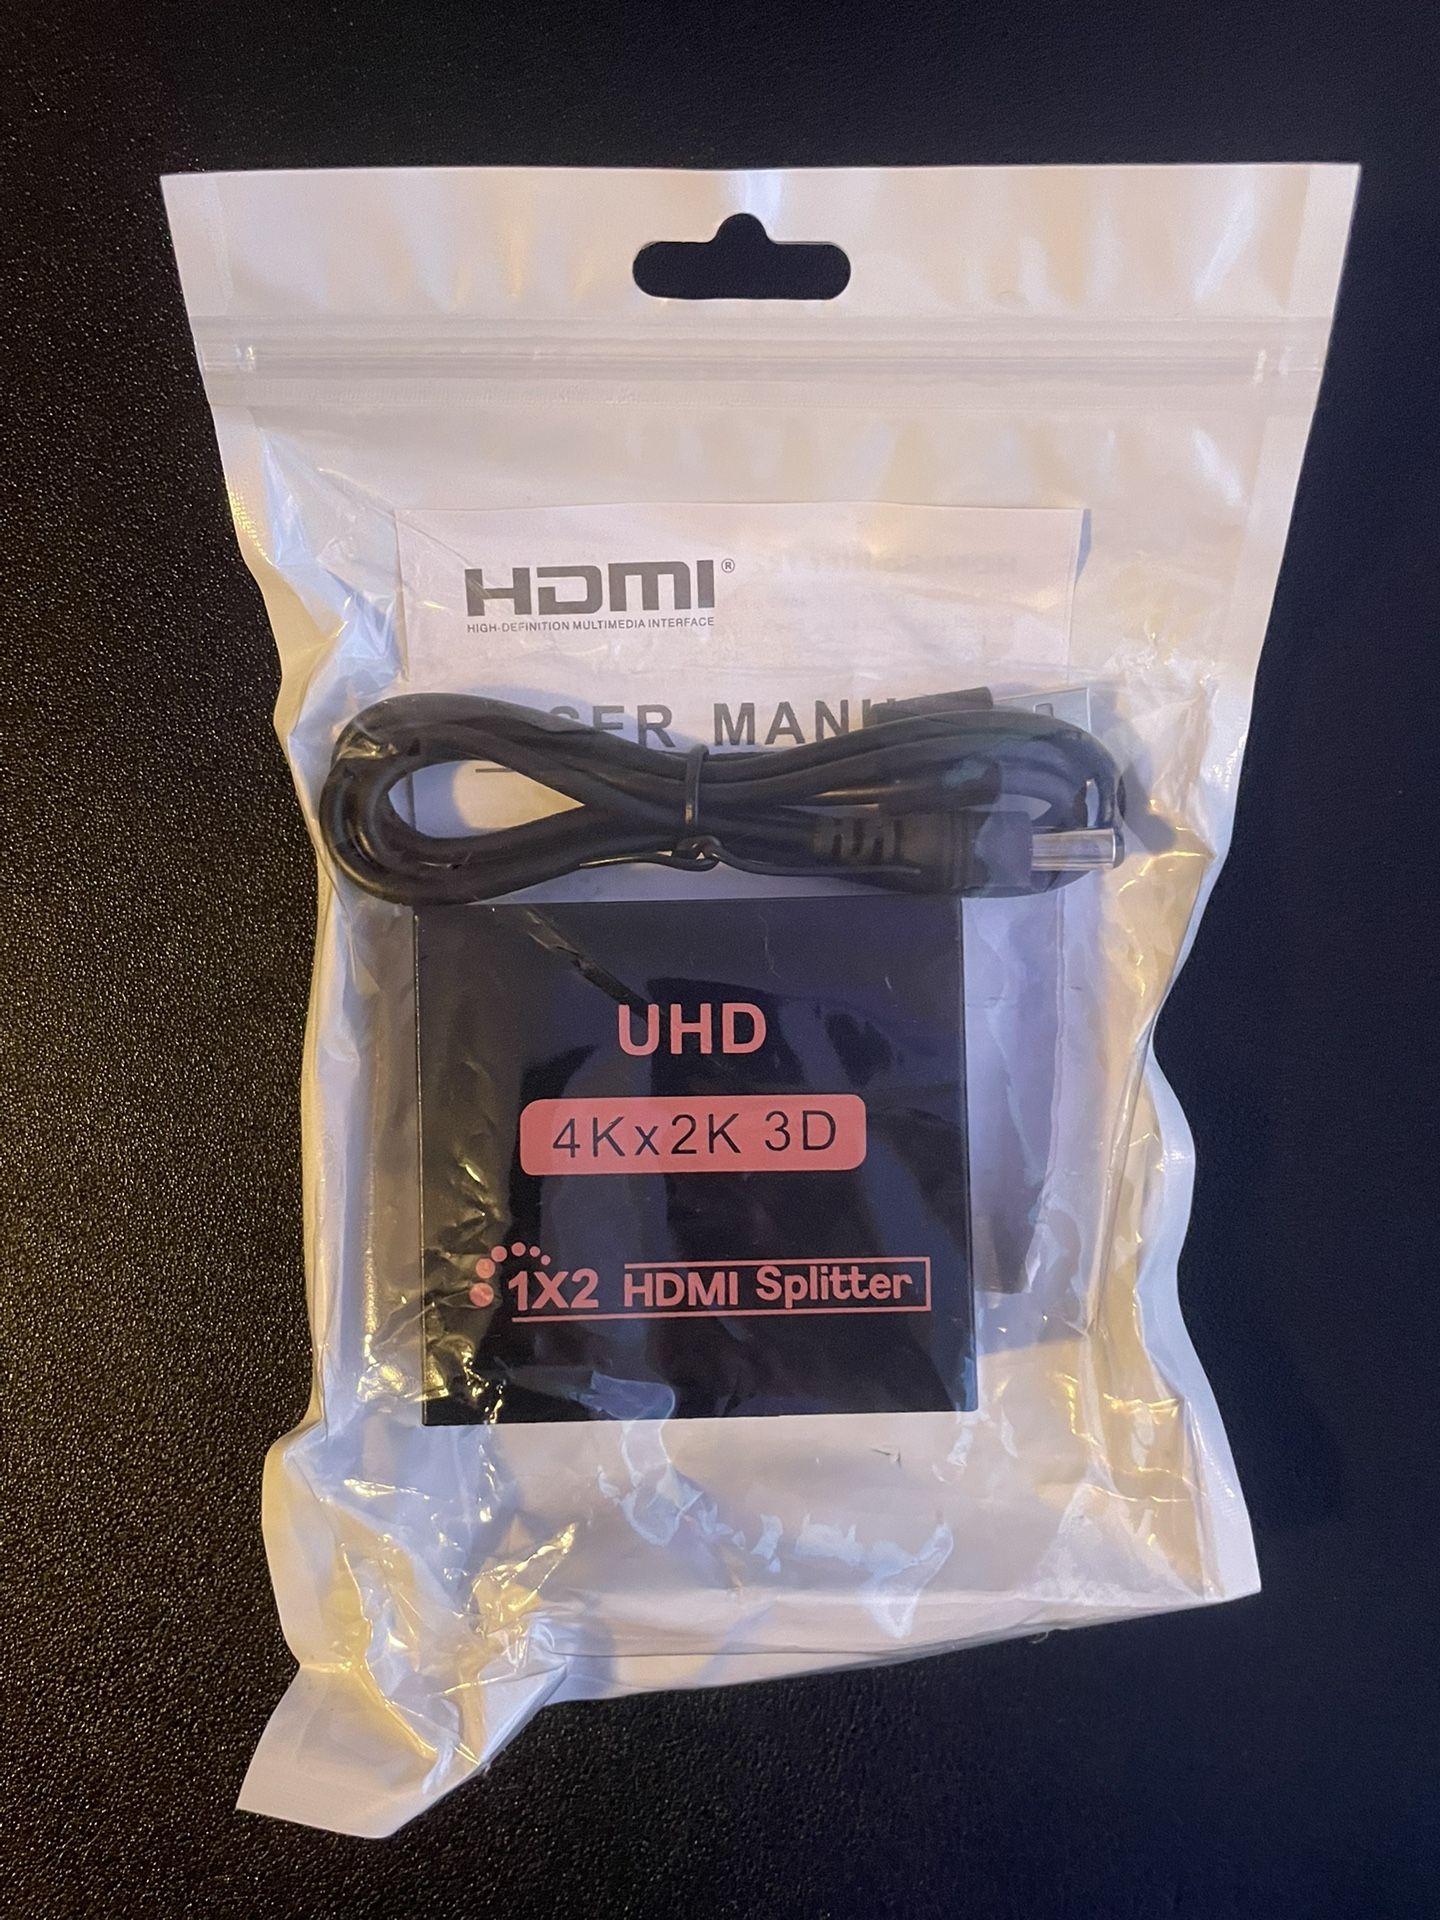 HDMI®
HIGH-DEFINITION MULTIMEDIA INTERFACE
UHD
4Kx2K 3D
1X2 HDMI Splitter